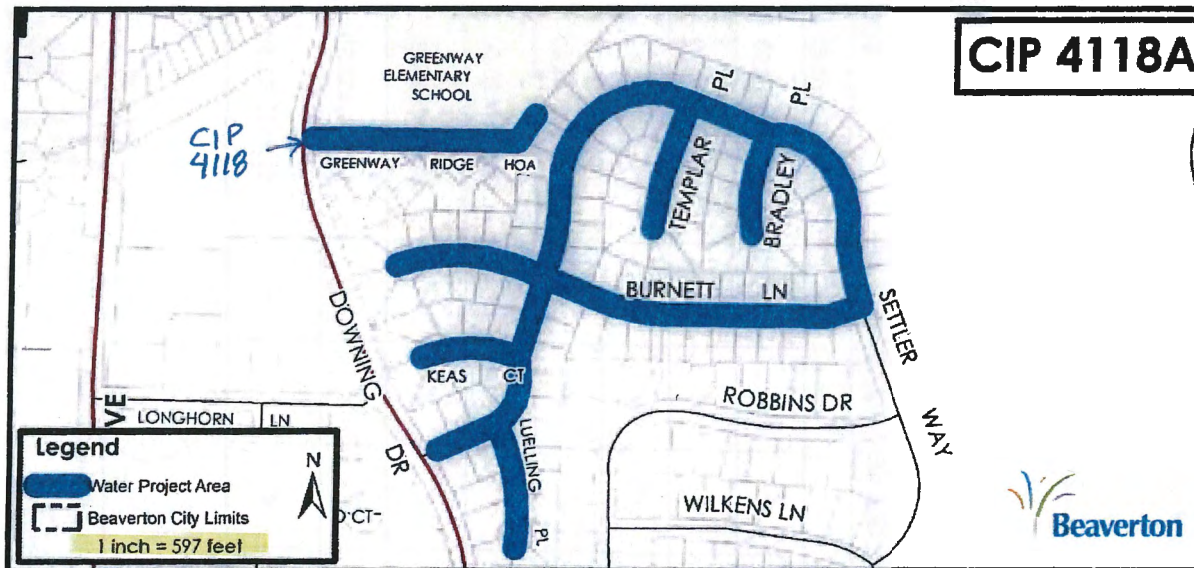 CIP 4118A
GREENWAY
ELEMENTARY
SCHOOL
PL
PL
CIP
4118
GREENWAY RIDGE HOA
TEMPLAR
BRADLEY
BURNETT LN
SETTLER
WAY
DOWNING
DR
KEAS CT
ROBBINS DR
VE
LONGHORN LN
LUELLING
PL
WILKENS LN
CT
Legend
N
Water Project Area
Beaverton City Limits
1 inch = 597 feet
Beaverton